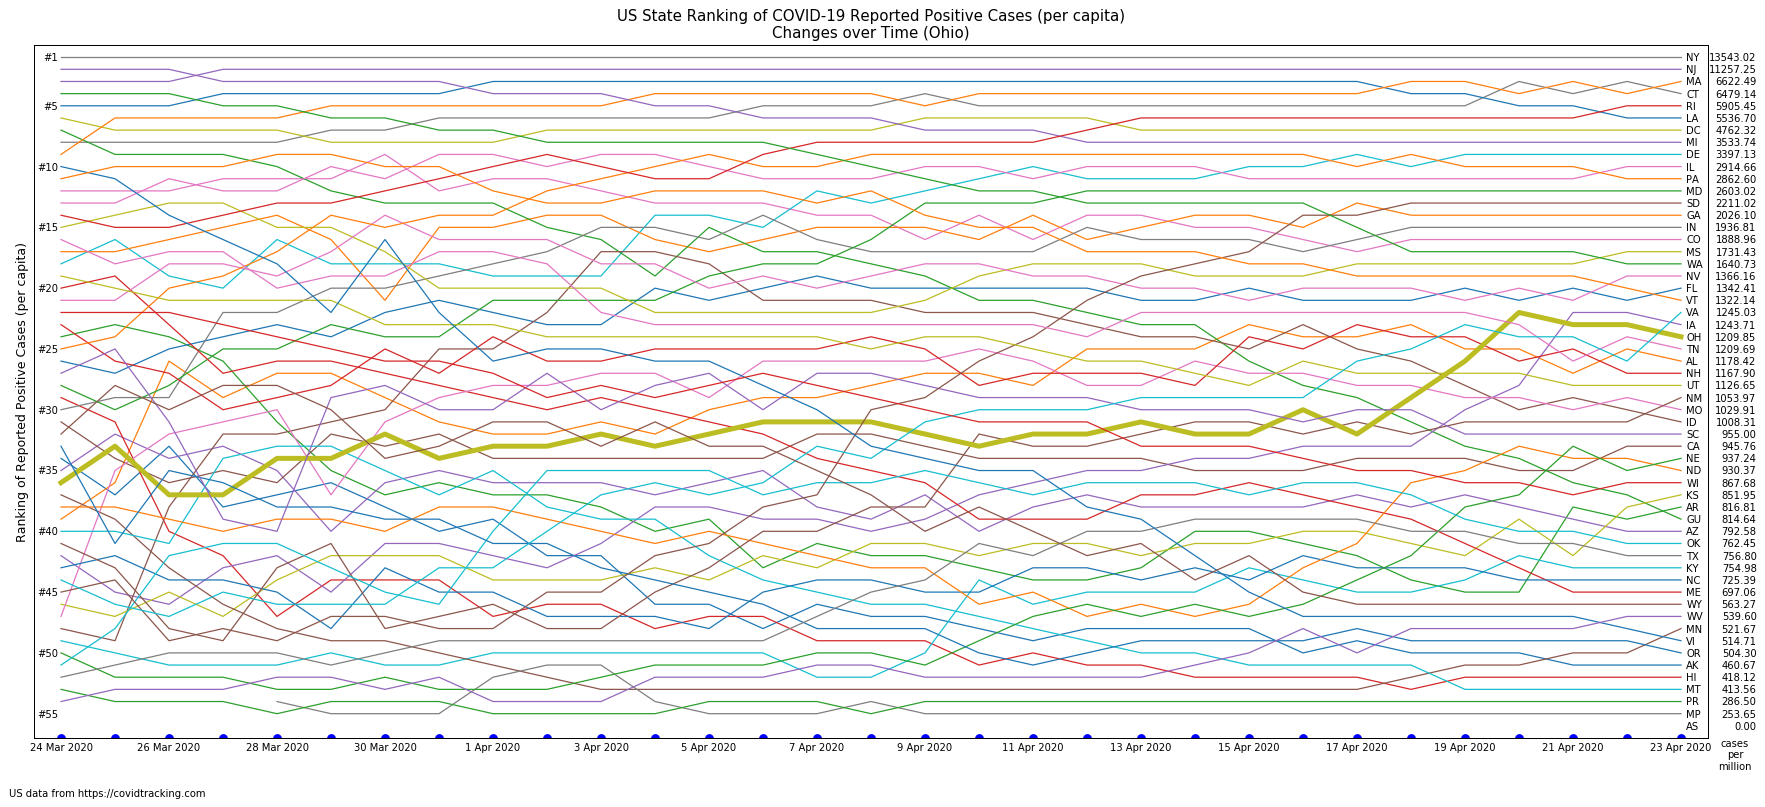 US State Ranking of COVID-19 Reported Positive Cases (per capita)
Changes over Time (Ohio)
Ranking of Reported Positive Cases (per capita)
#1
#5
#10
#15
#20
#25
#30
#35
#40
#45
#50
#55
NY 13543.02
NJ 11257.25
MA 6622.49
CT 6479.14
RI 5905.45
LA 5536.70
DC 4762.32
MI 3533.74
DE 3397.13
IL 2914.66
PA 2862.60
MD 2603.02
SD 2211.02
GA 2026.10
IN 1936.81
CO 1888.96
MS 1731.43
WA 1640.73
NV 1366.16
FL 1342.41
VT 1322.14
VA 1245.03
IA 1243.71
OH 1209.85
TN 1209.69
AL 1178.42
NH 1167.90
UT 1126.65
NM 1053.97
MO 1029.91
ID 1008.31
SC 955.00
CA 945.76
NE 937.24
ND 930.37
WI 867.68
KS 851.95
AR 816.81
GU 814.64
AZ 792.58
OK 762.45
TX 756.80
KY 754.98
NC 725.39
ME 697.06
WY 563.27
WV 539.60
MN 521.67
VI 514.71
OR 504.30
AK 460.67
HI 418.12
MT 413.56
PR 286.50
MP 253.65
AS 0.00
24 Mar 2020 26 Mar 2020 28 Mar 2020 30 Mar 2020 1 Apr 2020 3 Apr 2020 5 Apr 2020 7 Apr 2020 9 Apr 2020 11 Apr 2020 13 Apr 2020 15 Apr 2020 17 Apr 2020 19 Apr 2020 21 Apr 2020 23 Apr 2020
cases
per
million
US data from https://covidtracking.com